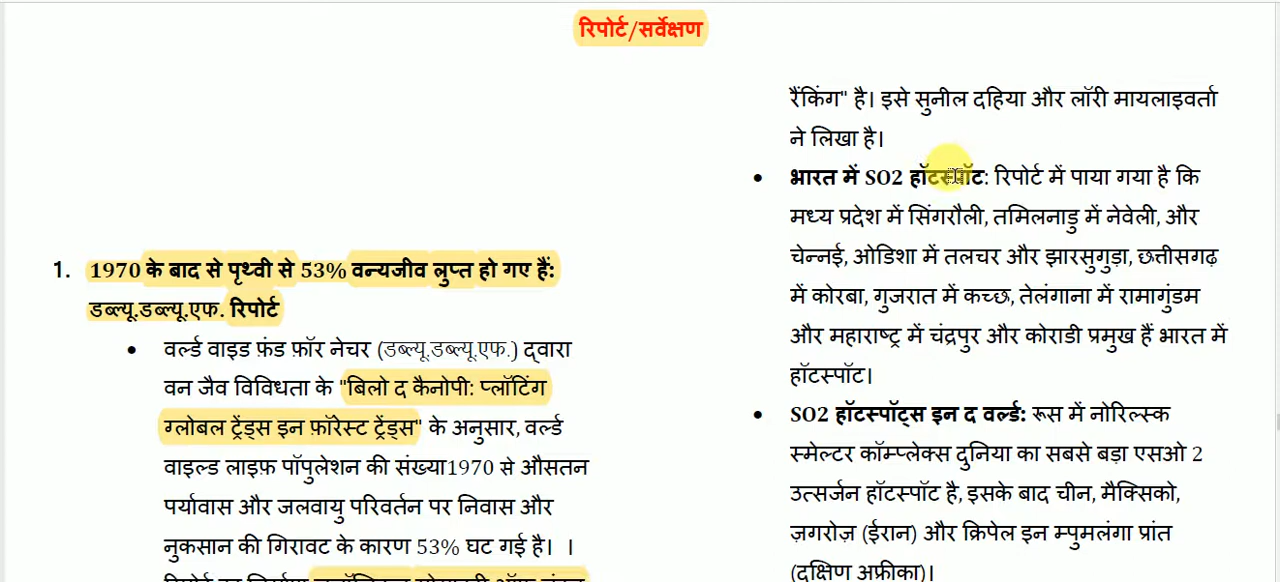 रिपोर्ट/सर्वेक्षण
1. 1970 के बाद से पृथ्वी से 53% वन्यजीव लुप्त हो गए हैं:
डब्ल्यू.डब्ल्यू.एफ. रिपोर्ट
• वर्ल्ड वाइड फ़ंड फ़ॉर नेचर (डब्ल्यू.डब्ल्यू.एफ.) द्वारा
वन जैव विविधता के "बिलो द कैनोपी: प्लॉटिंग
ग्लोबल ट्रेंड्स इन फ़ॉरेस्ट ट्रेंड्स" के अनुसार, वर्ल्ड
वाइल्ड लाइफ़ पॉपुलेशन की संख्या1970 से औसतन
पर्यावास और जलवायु परिवर्तन पर निवास और
नुकसान की गिरावट के कारण 53% घट गई है। ।
रैंकिंग" है। इसे सुनील दहिया और लॉरी मायलाइवर्ता
ने लिखा है।
• भारत में SO2 हॉटस्पॉट: रिपोर्ट में पाया गया है कि
मध्य प्रदेश में सिंगरौली, तमिलनाडु में नेवेली, और
चेन्नई, ओडिशा में तलचर और झारसुगुड़ा, छत्तीसगढ़
में कोरबा, गुजरात में कच्छ, तेलंगाना में रामागुंडम
और महाराष्ट्र में चंद्रपुर और कोराडी प्रमुख हैं भारत में
हॉटस्पॉट।
• SO2 हॉटस्पॉट्स इन द वर्ल्ड: रूस में नोरिल्स्क
स्मेल्टर कॉम्प्लेक्स दुनिया का सबसे बड़ा एसओ 2
उत्सर्जन हॉटस्पॉट है, इसके बाद चीन, मैक्सिको,
ज़गरोज़ (ईरान) और क्रिपेल इन म्पुमलंगा प्रांत
(दक्षिण अफ्रीका)।